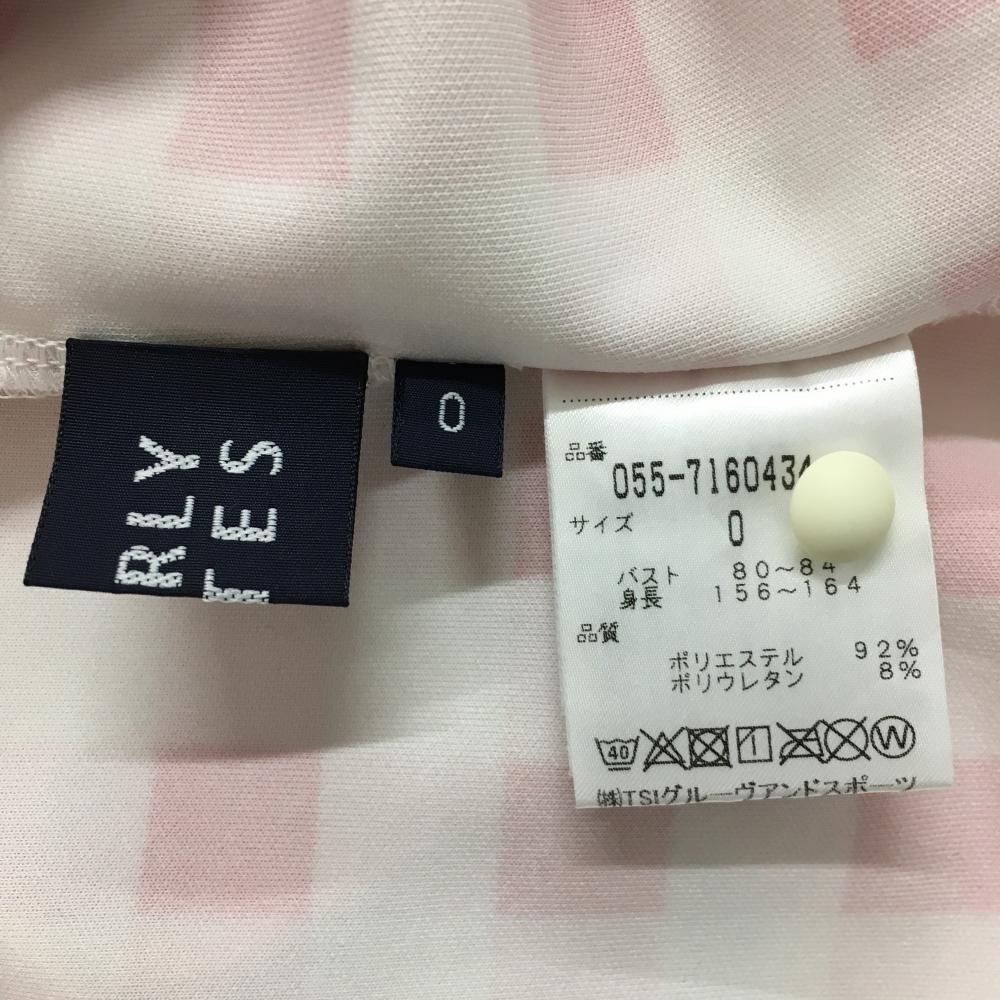 RLY
TES
0
品番
055-7160434
サイズ
0
バスト 80～84
身長 156～164
品質
ポリエステル 92%
ポリウレタン 8%
40
W
㈱TSIグルーヴアンドスポーツ